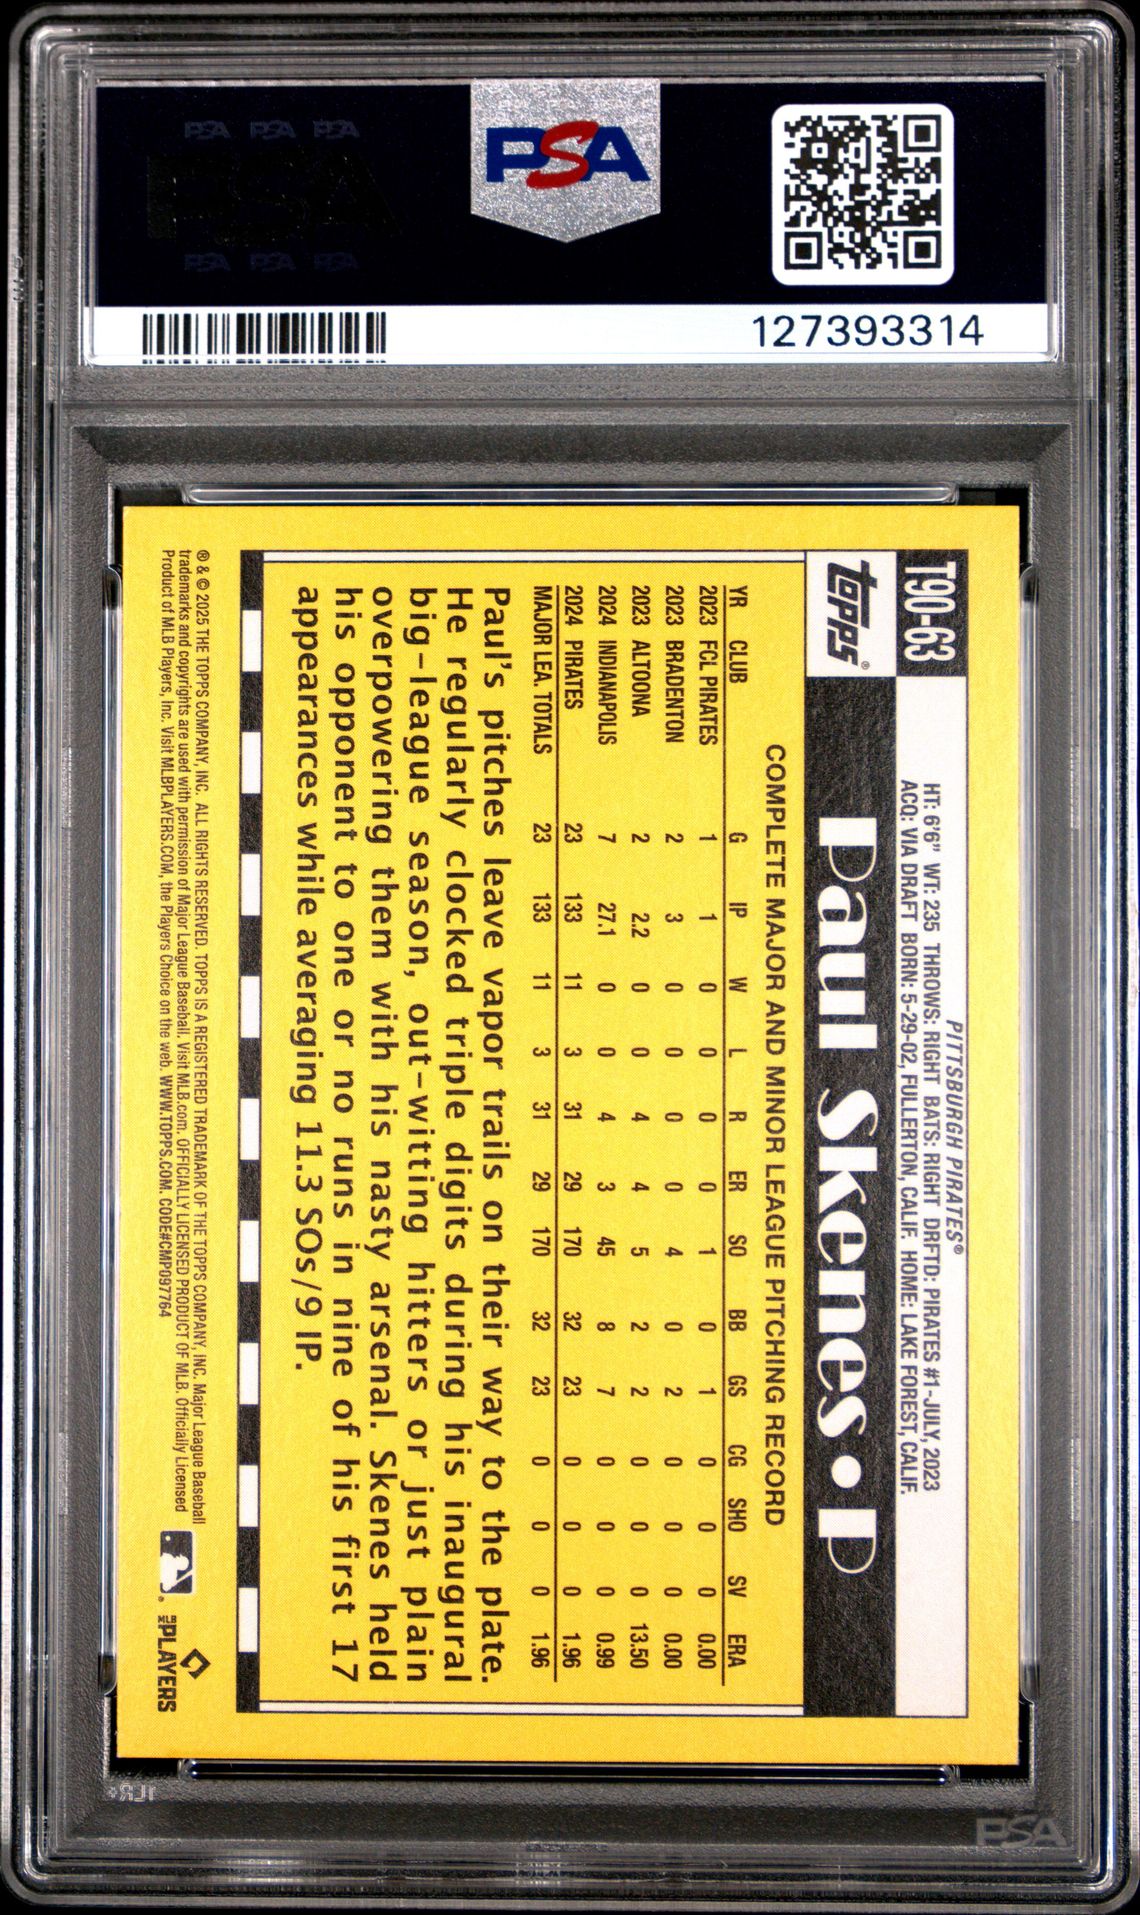 PSA PSA PSA
PSA
PSA PSA PSA
PSA
127393314
T90-63
PITTSBURGH PIRATES®
HT: 6'6" WT: 235 THROWS: RIGHT BATS: RIGHT DRFTD: PIRATES #1-JULY, 2023
ACQ: VIA DRAFT BORN: 5-29-02, FULLERTON, CALIF. HOME: LAKE FOREST, CALIF.
topps®
Paul Skenes • P
COMPLETE MAJOR AND MINOR LEAGUE PITCHING RECORD
YR CLUB G IP W L R ER SO BB GS CG SHO SV ERA
2023 FCL PIRATES 1 1 0 0 0 0 1 0 1 0 0 0 0.00
2023 BRADENTON 2 3 0 0 0 0 4 0 2 0 0 0 0.00
2023 ALTOONA 2 2.2 0 0 4 4 5 2 2 0 0 0 13.50
2024 INDIANAPOLIS 7 27.1 0 0 4 3 45 8 7 0 0 0 0.99
2024 PIRATES 23 133 11 3 31 29 170 32 23 0 0 0 1.96
MAJOR LEA. TOTALS 23 133 11 3 31 29 170 32 23 0 0 0 1.96
Paul's pitches leave vapor trails on their way to the plate.
He regularly clocked triple digits during his inaugural
big-league season, out-witting hitters or just plain
overpowering them with his nasty arsenal. Skenes held
his opponent to one or no runs in nine of his first 17
appearances while averaging 11.3 SOs/9 IP.
® & © 2025 THE TOPPS COMPANY, INC. ALL RIGHTS RESERVED. TOPPS IS A REGISTERED TRADEMARK OF THE TOPPS COMPANY, INC. Major League Baseball
trademarks and copyrights are used with permission of Major League Baseball. Visit MLB.com. OFFICIALLY LICENSED PRODUCT OF MLB. Officially Licensed
Product of MLB Players, Inc. Visit MLBPLAYERS.COM, the Players Choice on the web. WWW.TOPPS.COM. CODE#CMP097764
MLB PLAYERS
PSA